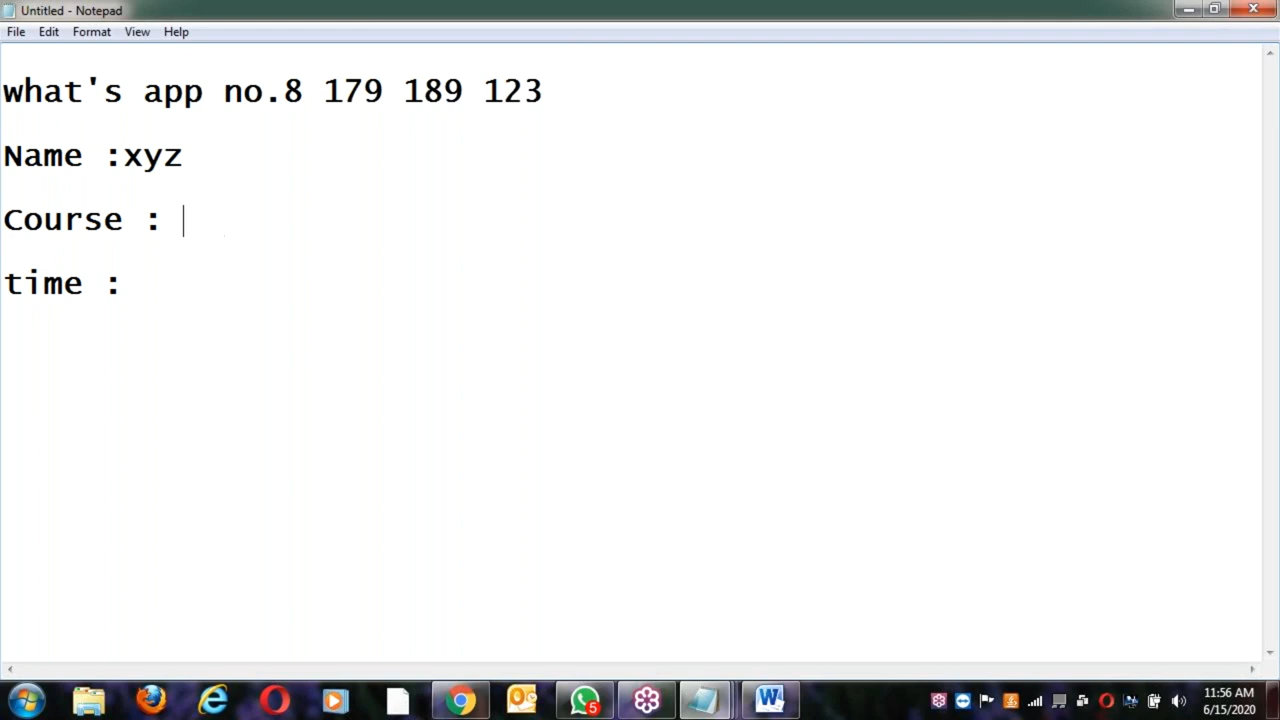 Untitled - Notepad
File Edit Format View Help
what's app no.8 179 189 123
Name :xyz
Course :
time :
5
11:56 AM
6/15/2020